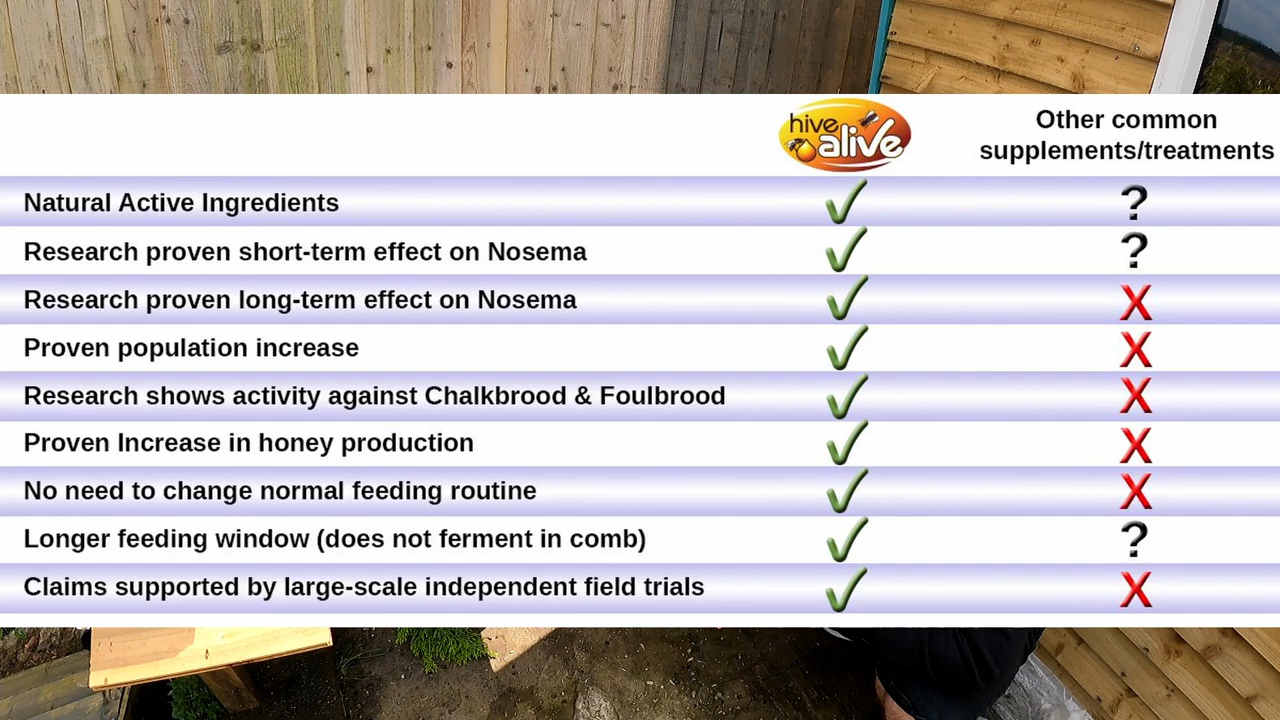 hive
alive
Other common
supplements/treatments
Natural Active Ingredients
?
Research proven short-term effect on Nosema
?
Research proven long-term effect on Nosema
X
Proven population increase
X
Research shows activity against Chalkbrood & Foulbrood
X
Proven Increase in honey production
X
No need to change normal feeding routine
X
Longer feeding window (does not ferment in comb)
?
Claims supported by large-scale independent field trials
X